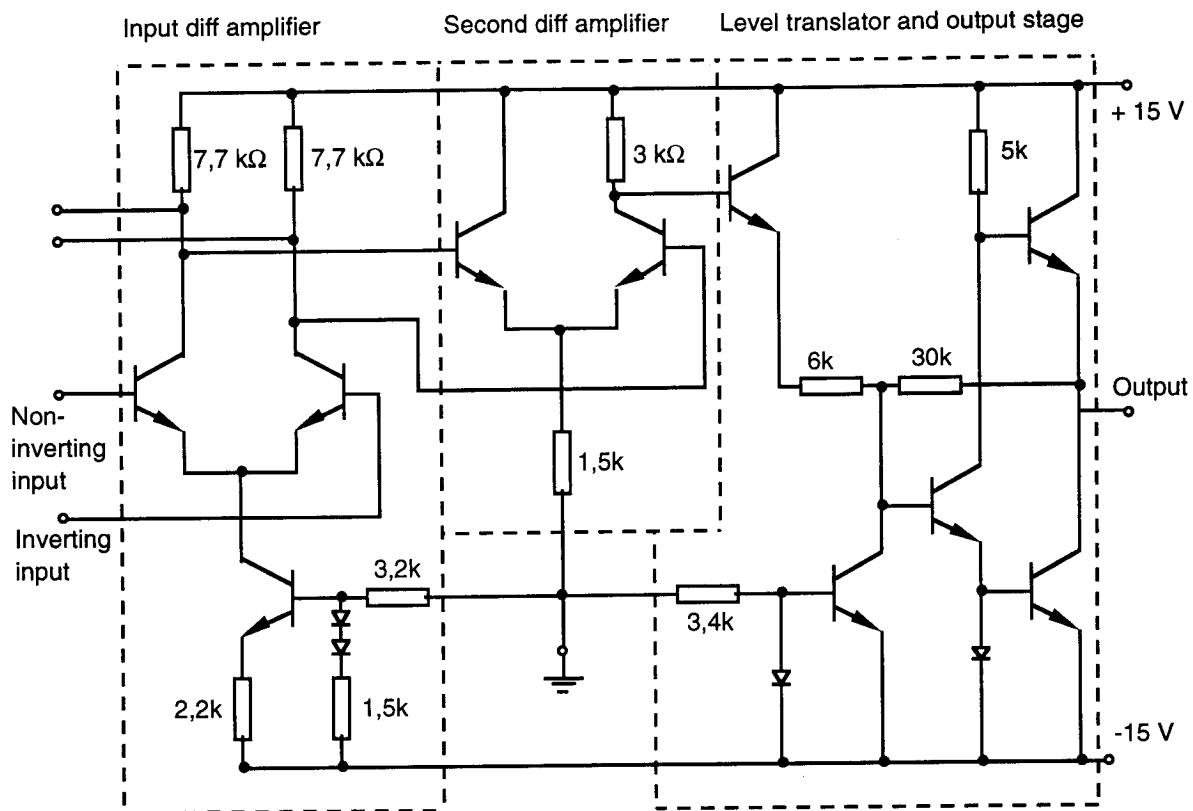 Input diff amplifier
Second diff amplifier
Level translator and output stage
+ 15 V
7,7 kΩ
7,7 kΩ
3 kΩ
5k
6k
30k
Output
Non-
inverting
input
1,5k
Inverting
input
3,2k
3,4k
2,2k
1,5k
-15 V